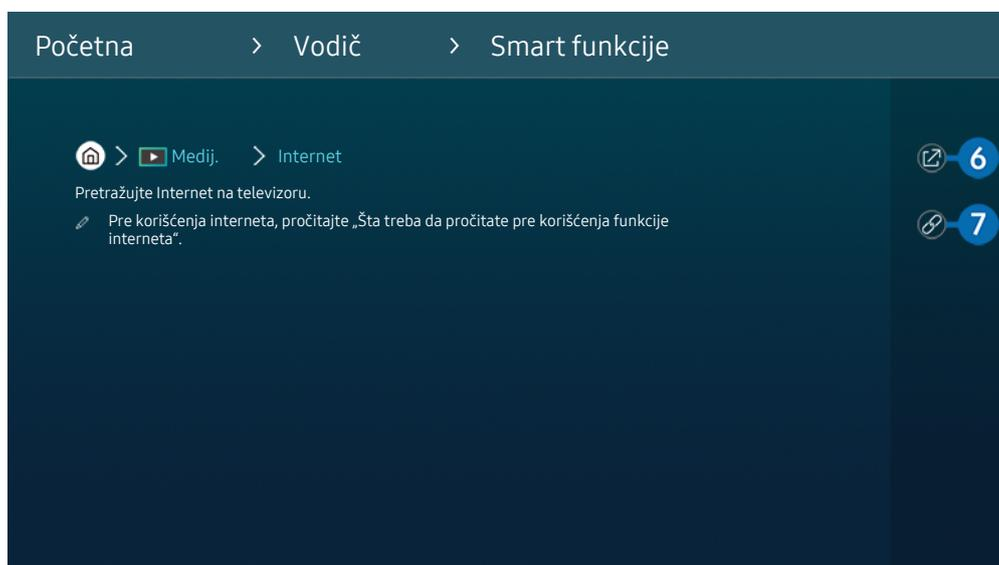 Početna > Vodič > Smart funkcije
> Medij. > Internet
6
Pretražujte Internet na televizoru.
Pre korišćenja interneta, pročitajte „Šta treba da pročitate pre korišćenja funkcije
interneta“.
7